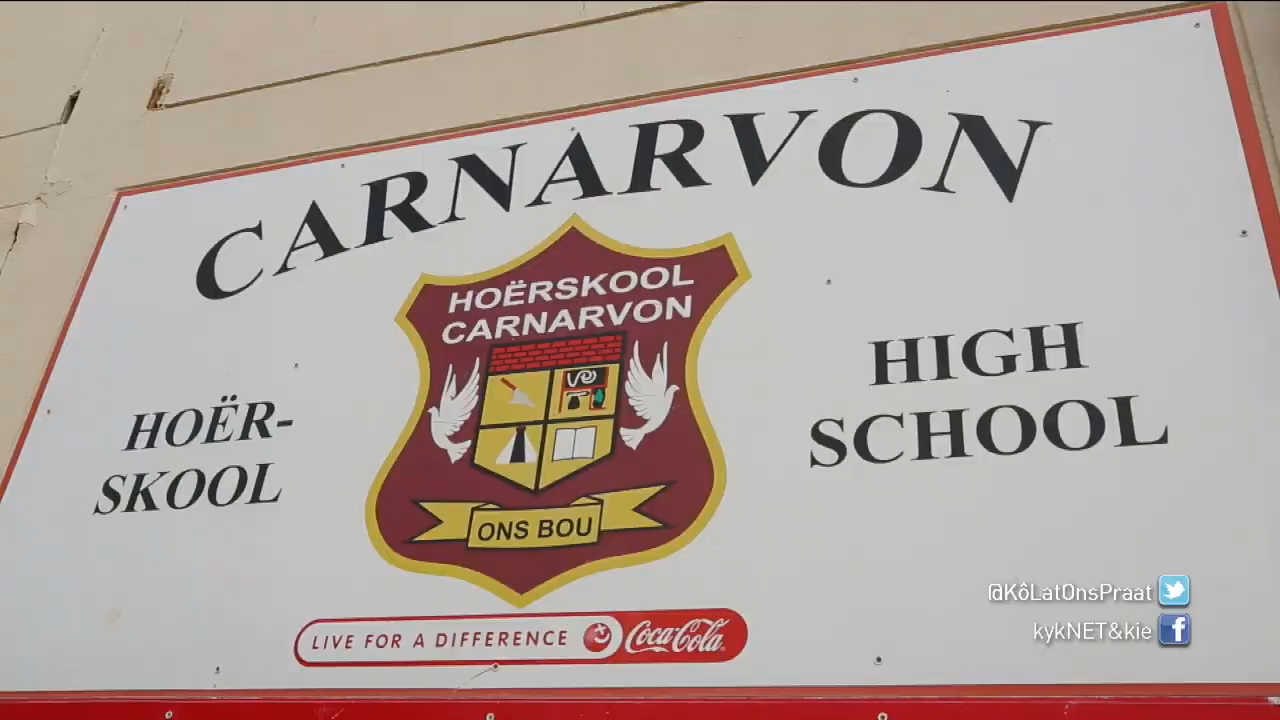 CARNARVON
HOËRSKOOL
CARNARVON
HOËR-
SKOOL
HIGH
SCHOOL
ONS BOU
LIVE FOR A DIFFERENCE Coca-Cola
@KôLatOnsPraat
kykNET&kie